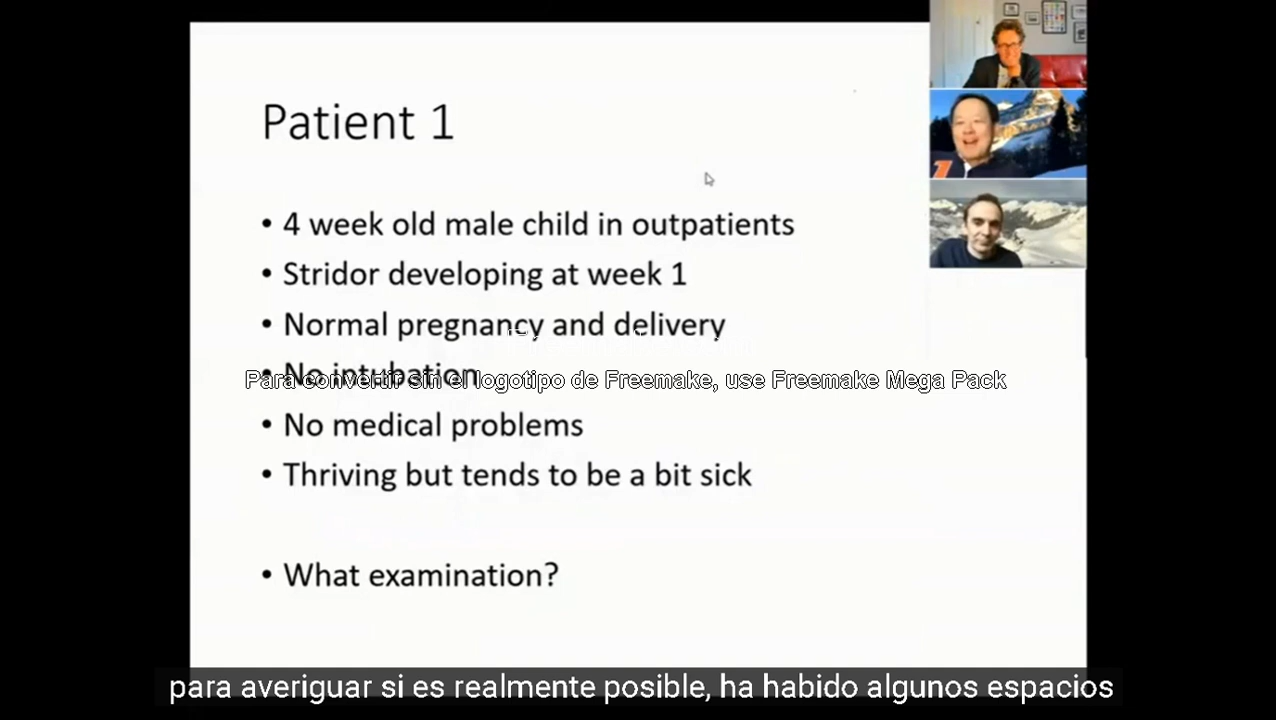 Patient 1
• 4 week old male child in outpatients
• Stridor developing at week 1
• Normal pregnancy and delivery
• No intubation
Para convertir sin el logotipo de Freemake, use Freemake Mega Pack
• No medical problems
• Thriving but tends to be a bit sick
• What examination?
para averiguar si es realmente posible, ha habido algunos espacios